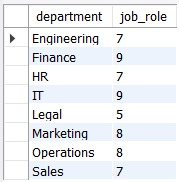 department job_role
Engineering 7
Finance 9
HR 7
IT 9
Legal 5
Marketing 8
Operations 8
Sales 7